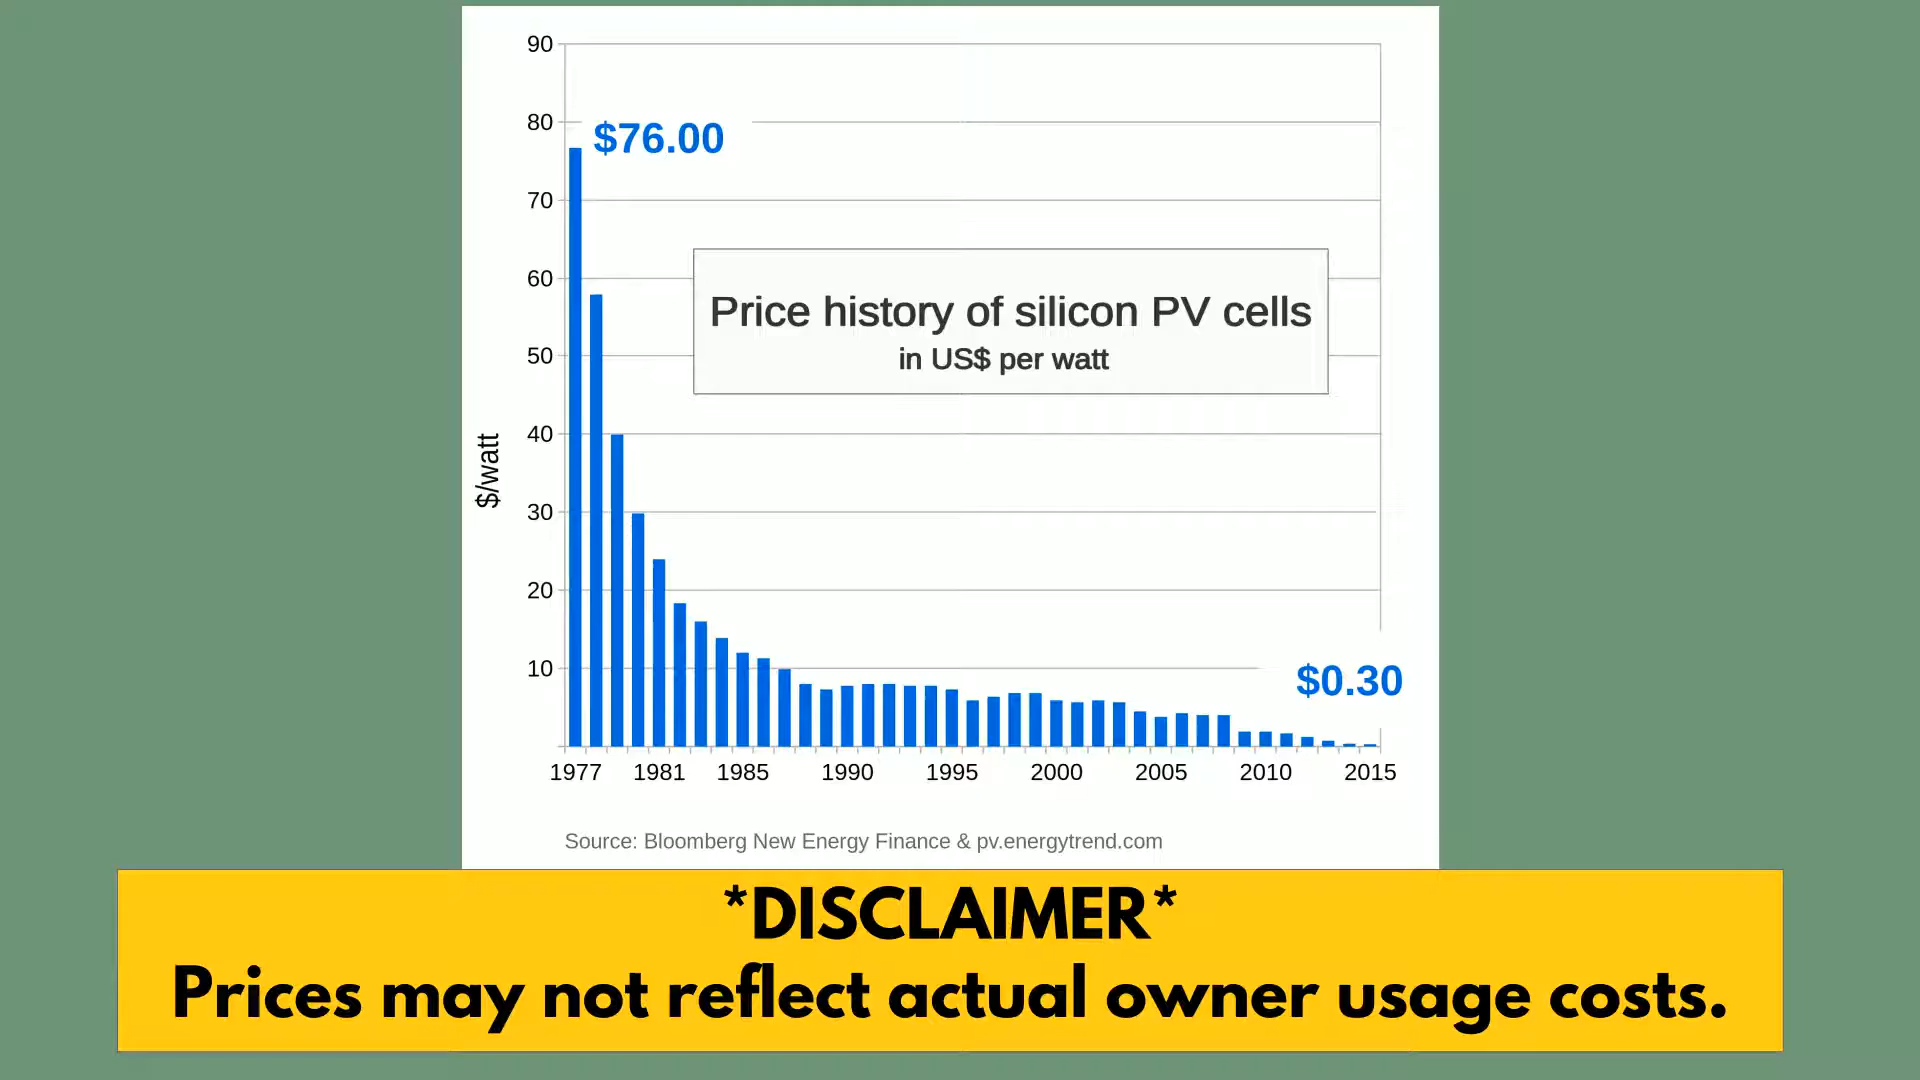 90
80
$76.00
70
60
Price history of silicon PV cells
in US$ per watt
50
40
$/watt
30
20
10
$0.30
1977 1981 1985 1990 1995 2000 2005 2010 2015
Source: Bloomberg New Energy Finance & pv.energytrend.com
*DISCLAIMER*
Prices may not reflect actual owner usage costs.